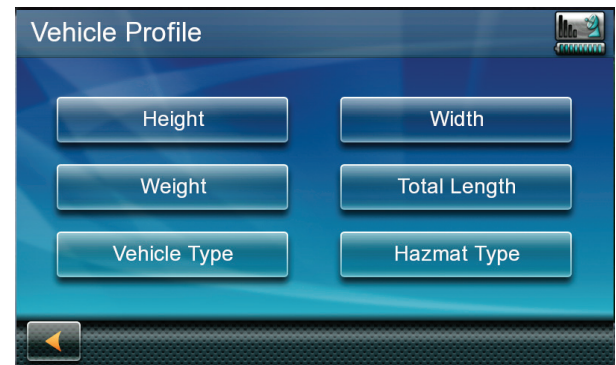 Vehicle Profile
Height
Width
Weight
Total Length
Vehicle Type
Hazmat Type